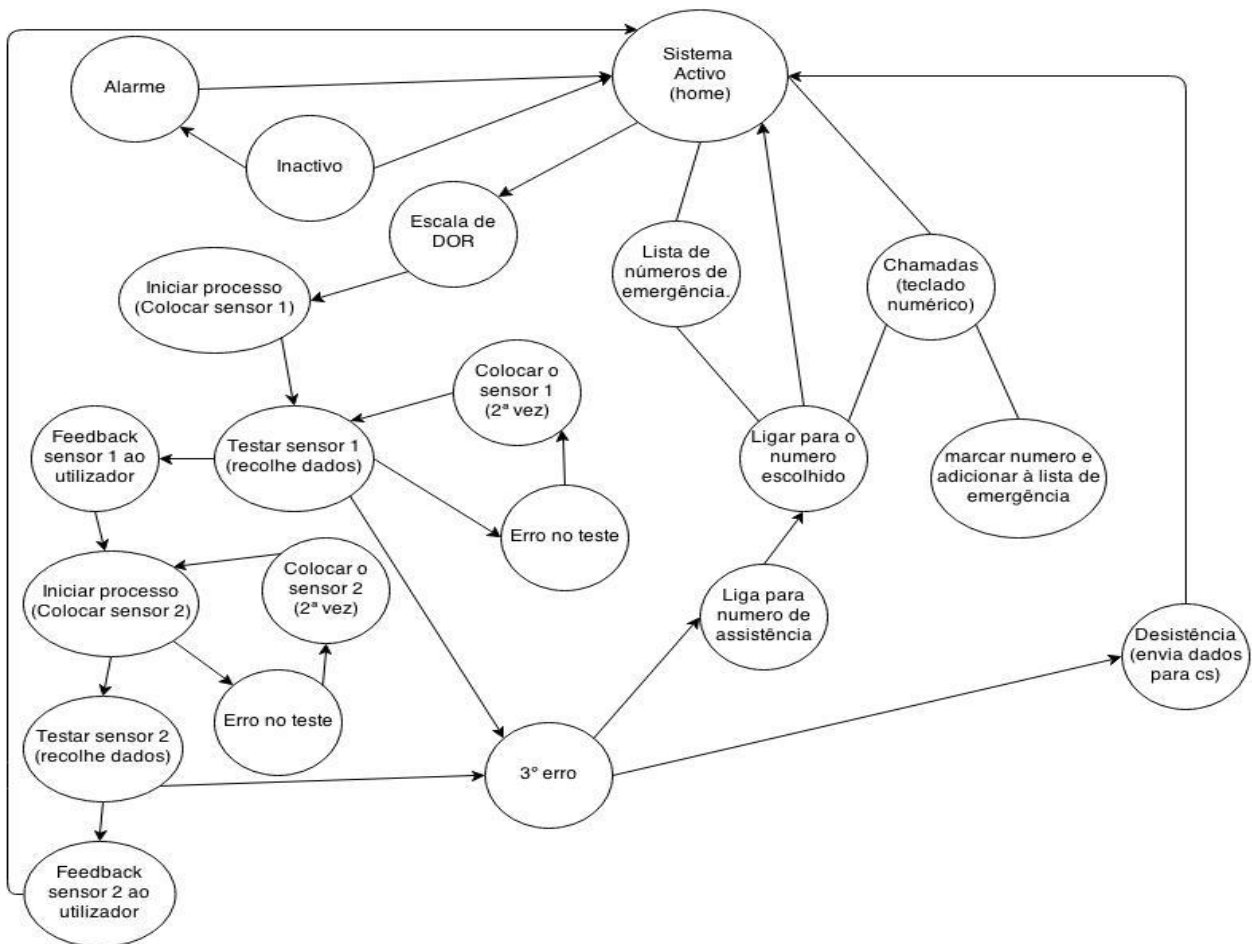 Sistema
Activo
(home)
Alarme
Inactivo
Escala de
DOR
Lista de
números de
emergência.
Chamadas
(teclado
numérico)
Iniciar processo
(Colocar sensor 1)
Colocar o
sensor 1
(2ª vez)
Feedback
sensor 1 ao
utilizador
Testar sensor 1
(recolhe dados)
Ligar para o
numero
escolhido
marcar numero e
adicionar à lista de
emergência
Erro no teste
Iniciar processo
(Colocar sensor 2)
Colocar o
sensor 2
(2ª vez)
Liga para
numero de
assistência
Desistência
(envia dados
para cs)
Erro no teste
Testar sensor 2
(recolhe dados)
3º erro
Feedback
sensor 2 ao
utilizador